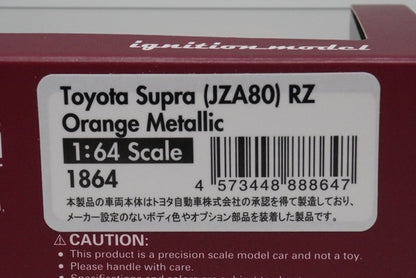 ignition model
Toyota Supra (JZA80) RZ
Orange Metallic
1:64 Scale
1864
4 573448 888647
本製品の車両本体はトヨタ自動車株式会社の承認を得て製造しており、
メーカー設定のないボディ色やオプション部品を装着した製品です。
⚠CAUTION:
• This product is a precision scale model car and not a toy.
• Please handle with care.